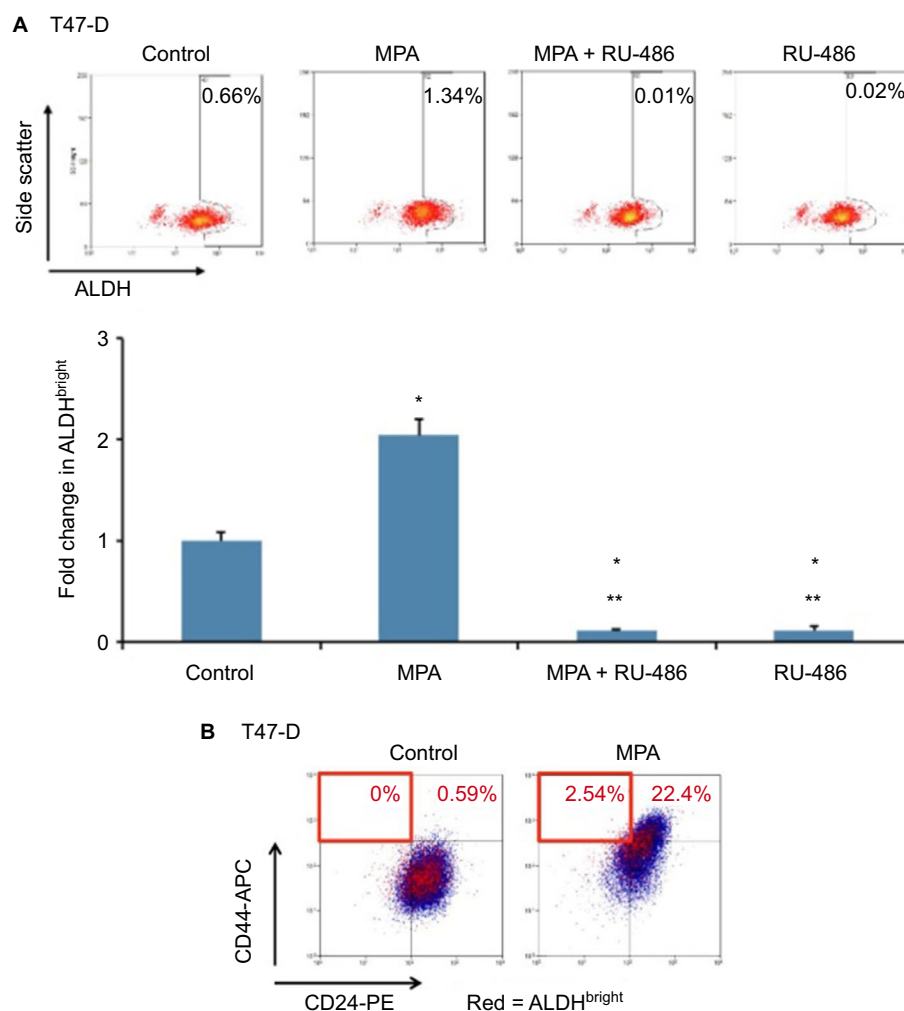 A T47-D
Control MPA MPA + RU-486 RU-486
0.66% 1.34% 0.01% 0.02%
Side scatter
ALDH
Fold change in ALDHbright
3
2
1
0
*
* *
** **
Control MPA MPA + RU-486 RU-486
B T47-D
Control MPA
0% 0.59% 2.54% 22.4%
CD44-APC
CD24-PE Red = ALDHbright